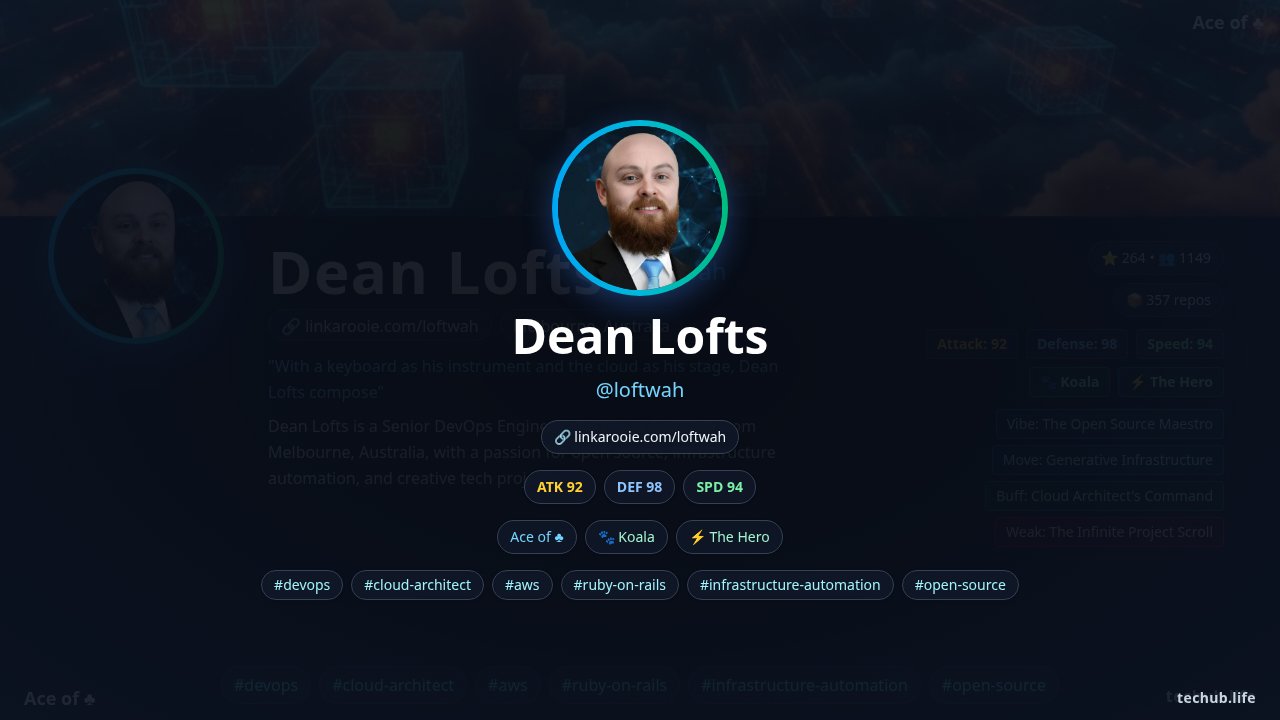 Ace of ♣
Dean Lofts
@loftwah
🔗 linkarooie.com/loftwah
ATK 92
DEF 98
SPD 94
Ace of ♣
🐾 Koala
⚡ The Hero
#devops
#cloud-architect
#aws
#ruby-on-rails
#infrastructure-automation
#open-source
Dean Lofts
🔗 linkarooie.com/loftwah
"With a keyboard as his instrument and the cloud as his stage, Dean
Lofts compose"
Dean Lofts is a Senior DevOps
Melbourne, Australia, with a passion for open source, infrastructure
automation, and creative tech
⭐ 264 • 👥 1149
📦 357 repos
Attack: 92
Defense: 98
Speed: 94
🐾 Koala
⚡ The Hero
Vibe: The Open Source Maestro
Move: Generative Infrastructure
Buff: Cloud Architect's Command
Weak: The Infinite Project Scroll
#devops
#cloud-architect
#aws
#ruby-on-rails
#infrastructure-automation
#open-source
Ace of ♣
techub.life